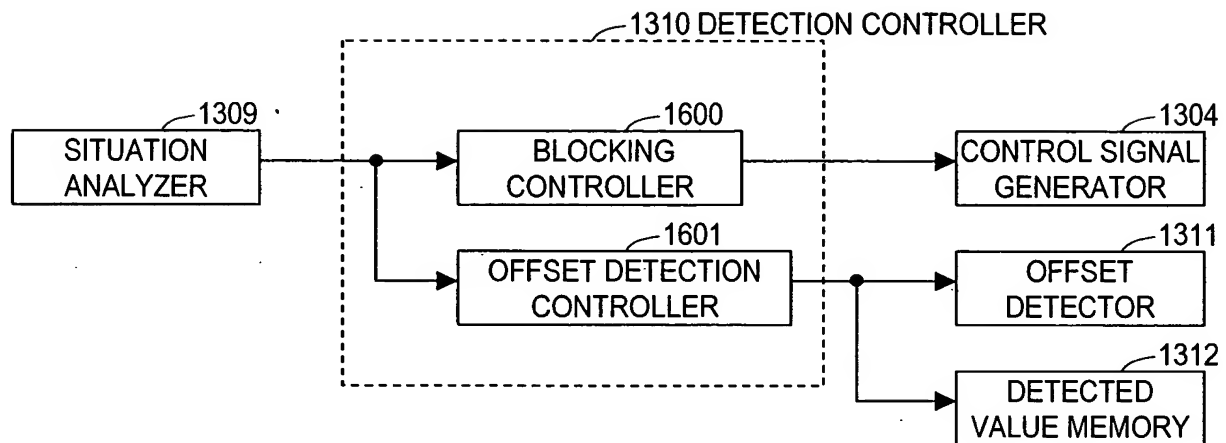 1310 DETECTION CONTROLLER
1309
SITUATION
ANALYZER
1600
BLOCKING
CONTROLLER
1304
CONTROL SIGNAL
GENERATOR
1601
OFFSET DETECTION
CONTROLLER
1311
OFFSET
DETECTOR
1312
DETECTED
VALUE MEMORY